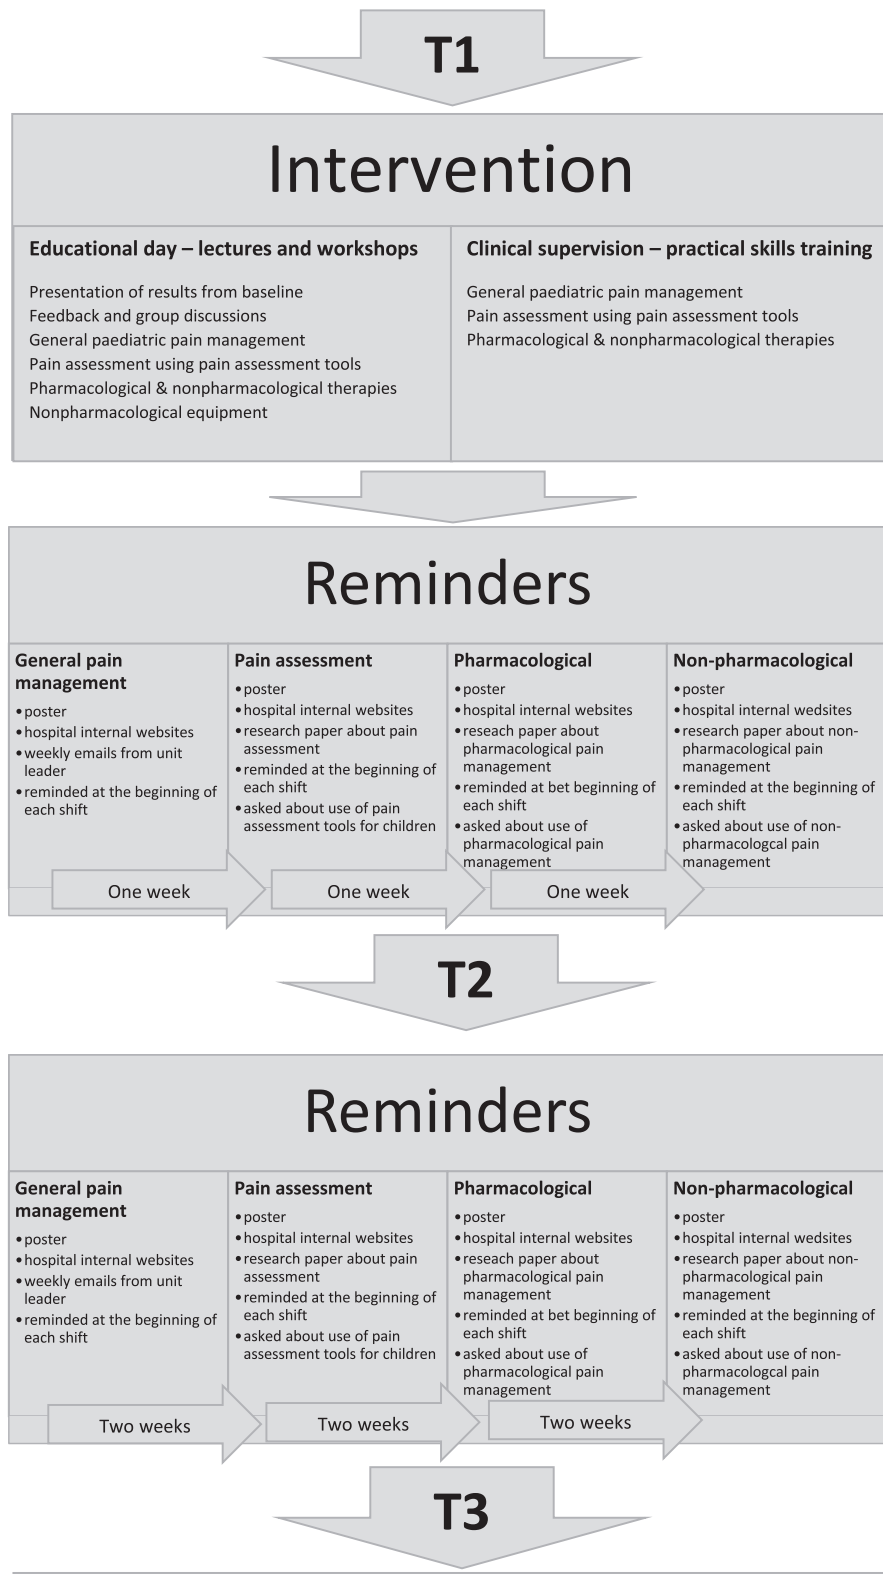 T1
Intervention
Educational day – lectures and workshops
Presentation of results from baseline
Feedback and group discussions
General paediatric pain management
Pain assessment using pain assessment tools
Pharmacological & nonpharmacological therapies
Nonpharmacological equipment
Clinical supervision – practical skills training
General paediatric pain management
Pain assessment using pain assessment tools
Pharmacological & nonpharmacological therapies
Reminders
General pain
management
•poster
•hospital internal websites
•weekly emails from unit
leader
•reminded at the beginning of
each shift
Pain assessment
•poster
•hospital internal websites
•research paper about pain
assessment
•reminded at the beginning of
each shift
•asked about use of pain
assessment tools for children
Pharmacological
•poster
•hospital internal websites
•reseach paper about
pharmacological pain
management
•reminded at bet beginning of
each shift
•asked about use of
pharmacological pain
management
Non-pharmacological
•poster
•hospital internal wedsites
•research paper about non-
pharmacological pain
management
•reminded at the beginning of
each shift
•asked about use of non-
pharmacologcal pain
management
One week
One week
One week
T2
Reminders
General pain
management
•poster
•hospital internal websites
•weekly emails from unit
leader
•reminded at the beginning of
each shift
Pain assessment
•poster
•hospital internal websites
•research paper about pain
assessment
•reminded at the beginning of
each shift
•asked about use of pain
assessment tools for children
Pharmacological
•poster
•hospital internal websites
•reseach paper about
pharmacological pain
management
•reminded at bet beginning of
each shift
•asked about use of
pharmacological pain
management
Non-pharmacological
•poster
•hospital internal wedsites
•research paper about non-
pharmacological pain
management
•reminded at the beginning of
each shift
•asked about use of non-
pharmacologcal pain
management
Two weeks
Two weeks
Two weeks
T3